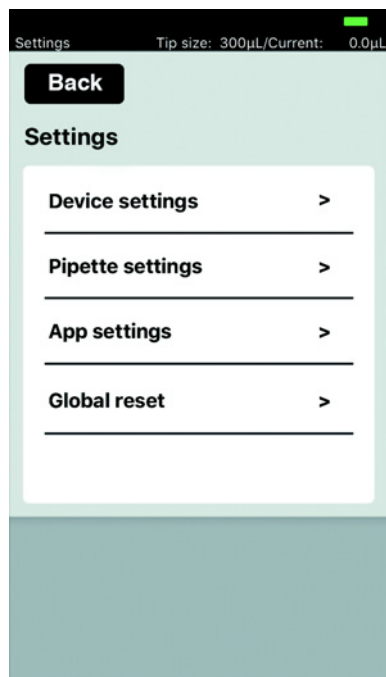 Settings Tip size: 300µL/Current: 0.0µL
Back
Settings
Device settings >
Pipette settings >
App settings >
Global reset >